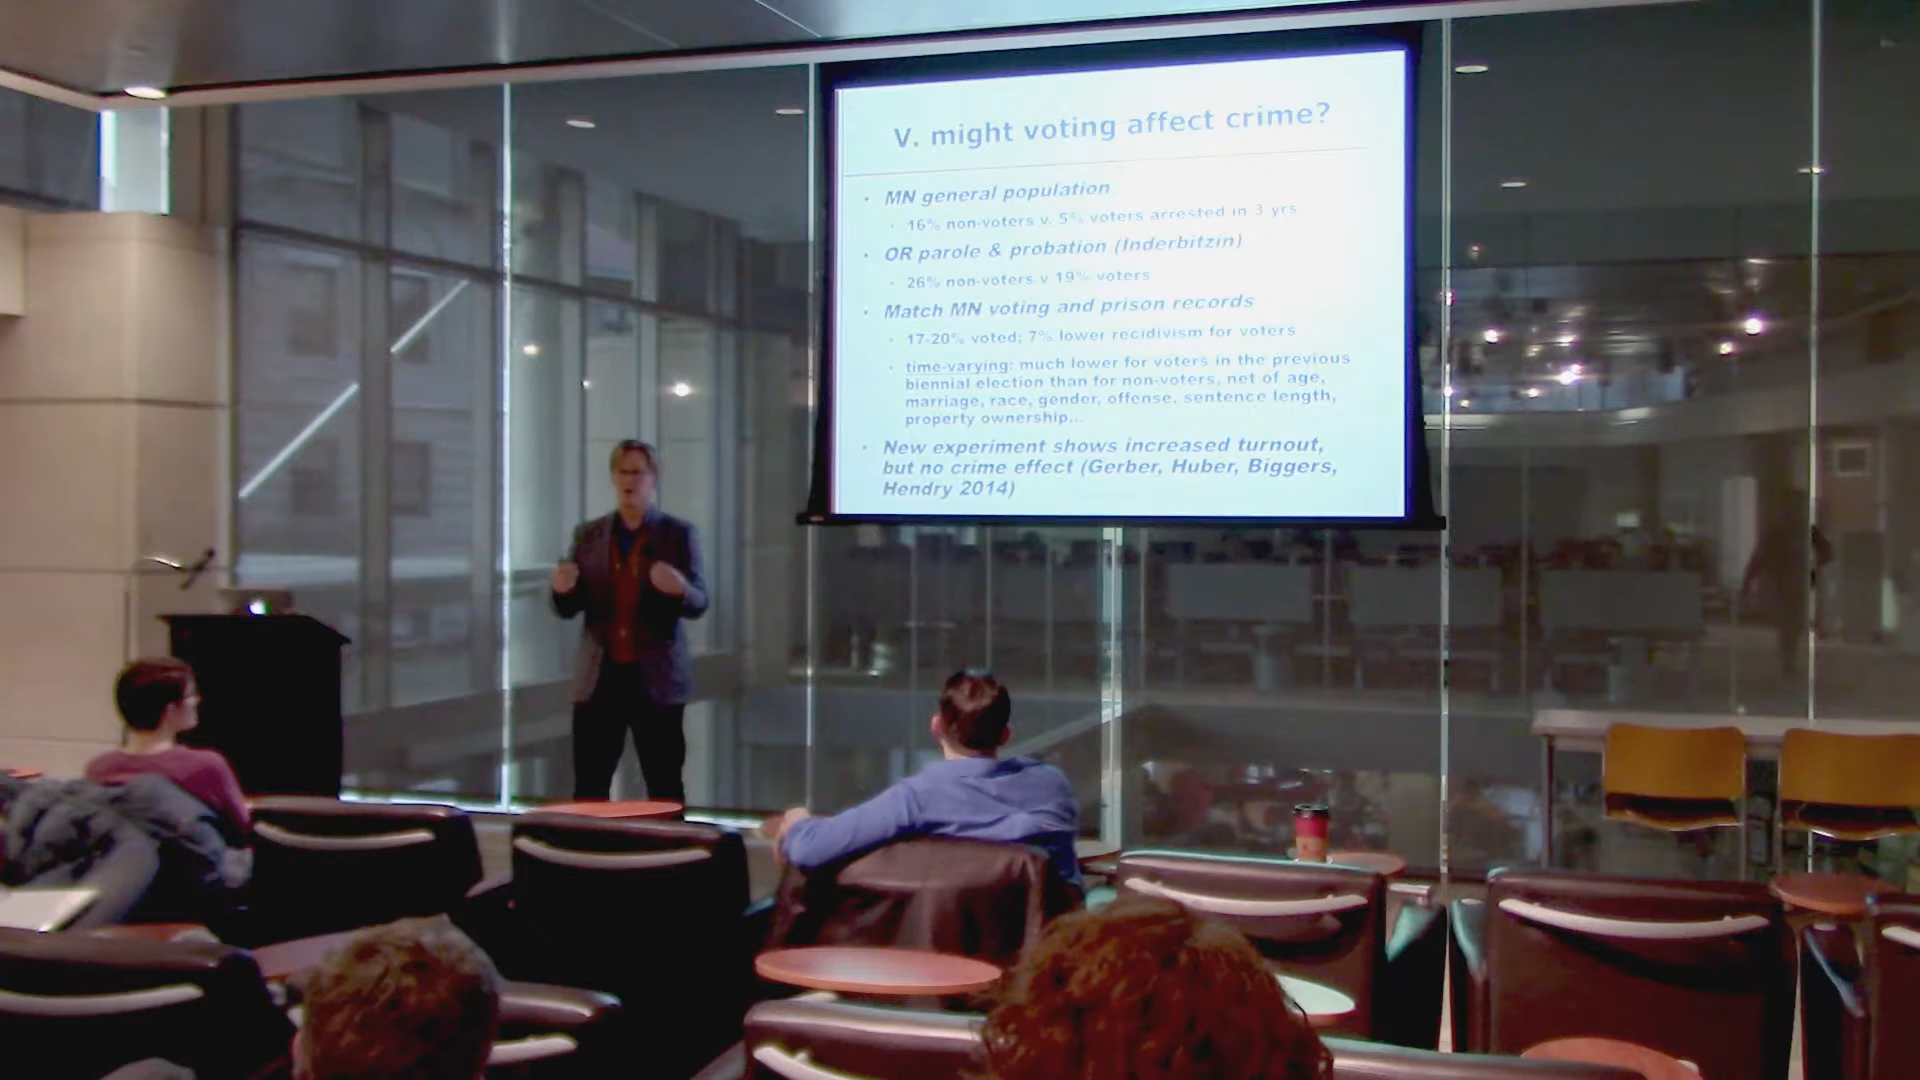 V. might voting affect crime?
• MN general population
• 16% non-voters v. 5% voters arrested in 3 yrs
• OR parole & probation (Inderbitzin)
• 26% non-voters v 19% voters
• Match MN voting and prison records
• 17-20% voted; 7% lower recidivism for voters
• time-varying: much lower for voters in the previous
biennial election than for non-voters, net of age,
marriage, race, gender, offense, sentence length,
property ownership...
• New experiment shows increased turnout,
but no crime effect (Gerber, Huber, Biggers,
Hendry 2014)